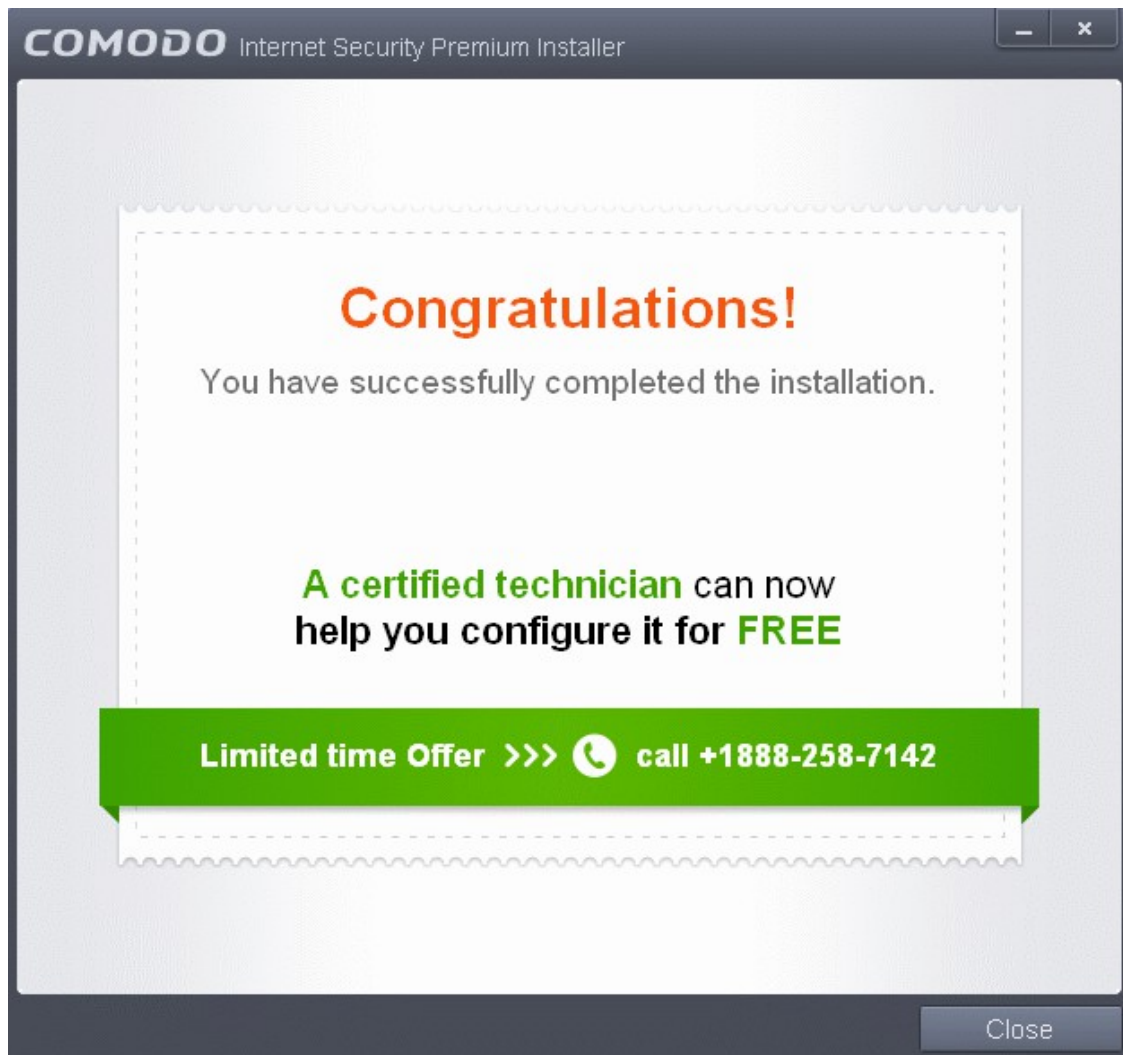 COMODO Internet Security Premium Installer
Congratulations!
You have successfully completed the installation.
A certified technician can now
help you configure it for FREE
Limited time Offer >>> call +1888-258-7142
Close